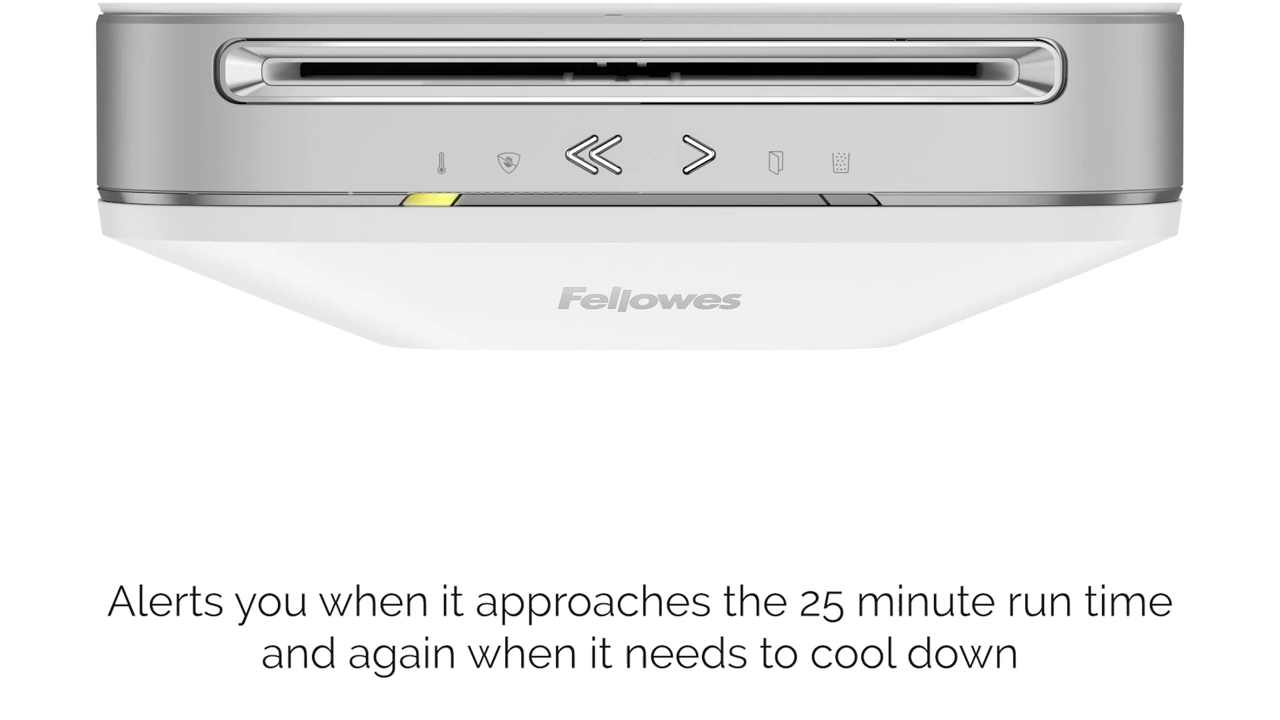 Fellowes
Alerts you when it approaches the 25 minute run time
and again when it needs to cool down